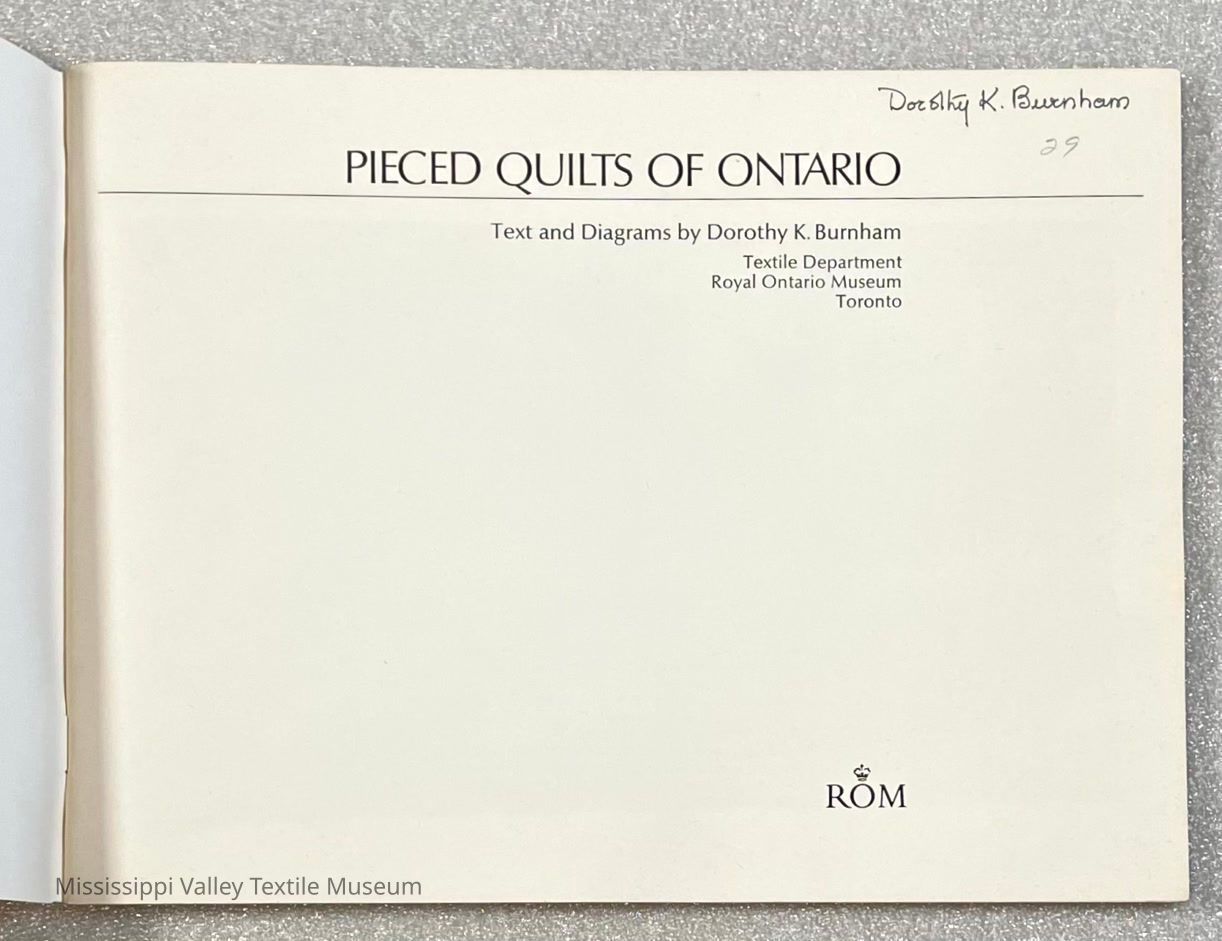 Dorothy K. Burnham
29
PIECED QUILTS OF ONTARIO
Text and Diagrams by Dorothy K. Burnham
Textile Department
Royal Ontario Museum
Toronto
ROM
Mississippi Valley Textile Museum